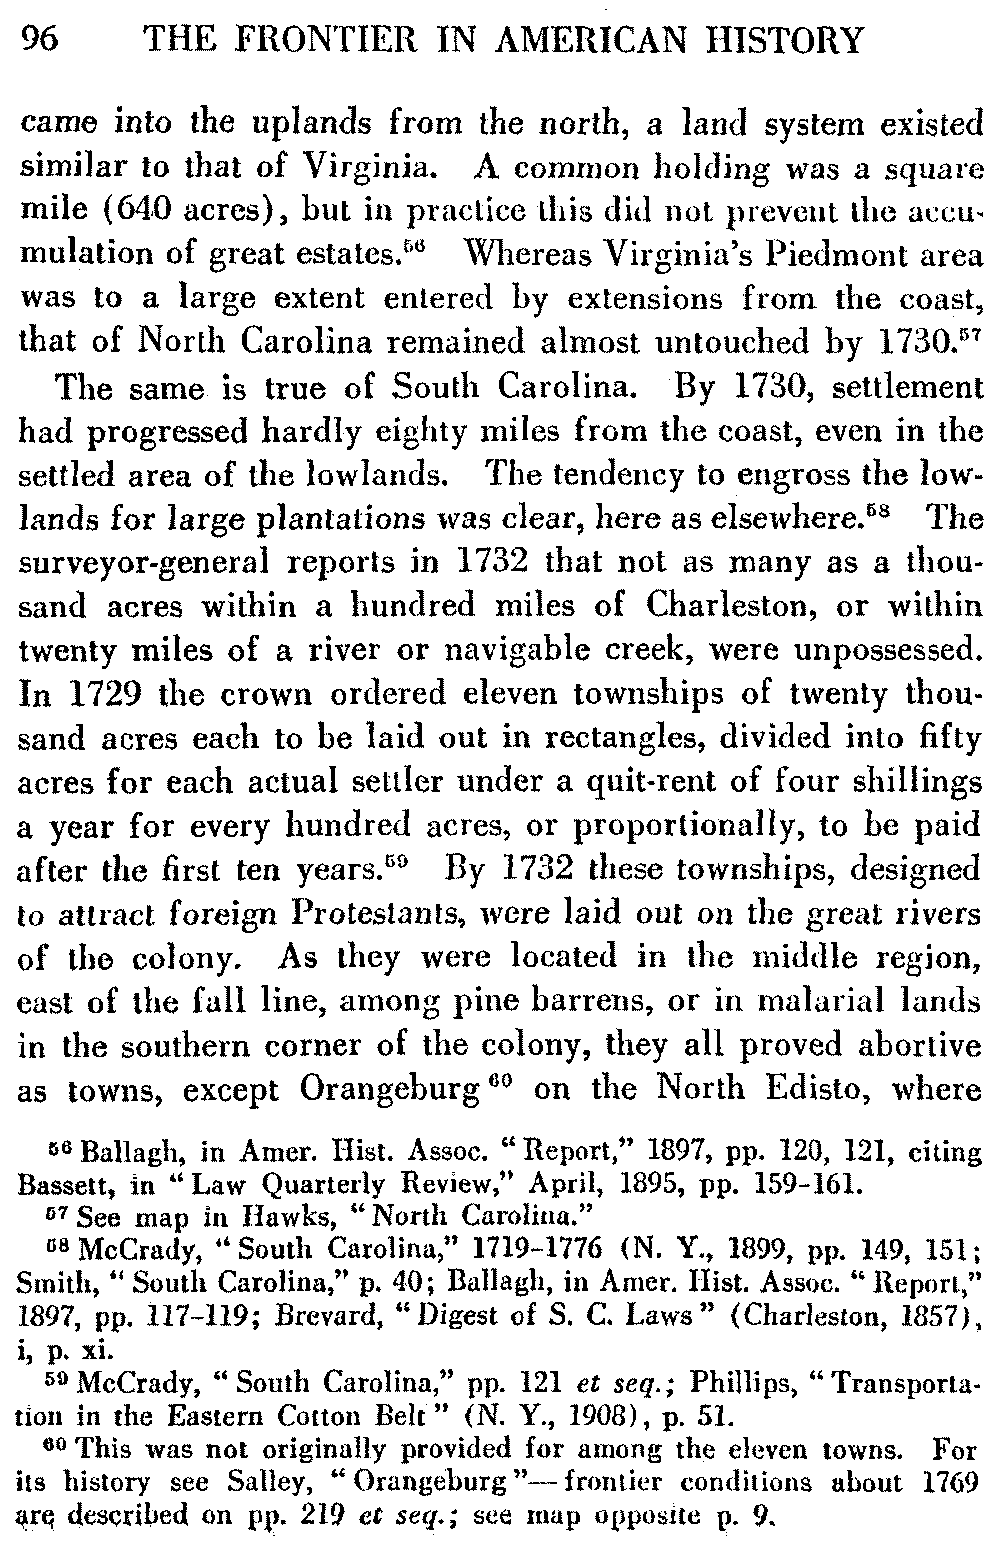 96 THE FRONTIER IN AMERICAN HISTORY
came into the uplands from the north, a land system existed
similar to that of Virginia. A common holding was a square
mile (640 acres), but in practice this did not prevent the accu-
mulation of great estates.⁵⁶ Whereas Virginia's Piedmont area
was to a large extent entered by extensions from the coast,
that of North Carolina remained almost untouched by 1730.⁵⁷
The same is true of South Carolina. By 1730, settlement
had progressed hardly eighty miles from the coast, even in the
settled area of the lowlands. The tendency to engross the low-
lands for large plantations was clear, here as elsewhere.⁵⁸ The
surveyor-general reports in 1732 that not as many as a thou-
sand acres within a hundred miles of Charleston, or within
twenty miles of a river or navigable creek, were unpossessed.
In 1729 the crown ordered eleven townships of twenty thou-
sand acres each to be laid out in rectangles, divided into fifty
acres for each actual settler under a quit-rent of four shillings
a year for every hundred acres, or proportionally, to be paid
after the first ten years.⁵⁹ By 1732 these townships, designed
to attract foreign Protestants, were laid out on the great rivers
of the colony. As they were located in the middle region,
east of the fall line, among pine barrens, or in malarial lands
in the southern corner of the colony, they all proved abortive
as towns, except Orangeburg⁶⁰ on the North Edisto, where
⁵⁶ Ballagh, in Amer. Hist. Assoc. "Report," 1897, pp. 120, 121, citing
Bassett, in "Law Quarterly Review," April, 1895, pp. 159-161.
⁵⁷ See map in Hawks, "North Carolina."
⁵⁸ McCrady, "South Carolina," 1719-1776 (N. Y., 1899, pp. 149, 151;
Smith, "South Carolina," p. 40; Ballagh, in Amer. Hist. Assoc. "Report,"
1897, pp. 117-119; Brevard, "Digest of S. C. Laws" (Charleston, 1857),
i, p. xi.
⁵⁹ McCrady, "South Carolina," pp. 121 et seq.; Phillips, "Transporta-
tion in the Eastern Cotton Belt" (N. Y., 1908), p. 51.
⁶⁰ This was not originally provided for among the eleven towns. For
its history see Salley, "Orangeburg"—frontier conditions about 1769
are described on pp. 219 et seq.; see map opposite p. 9.